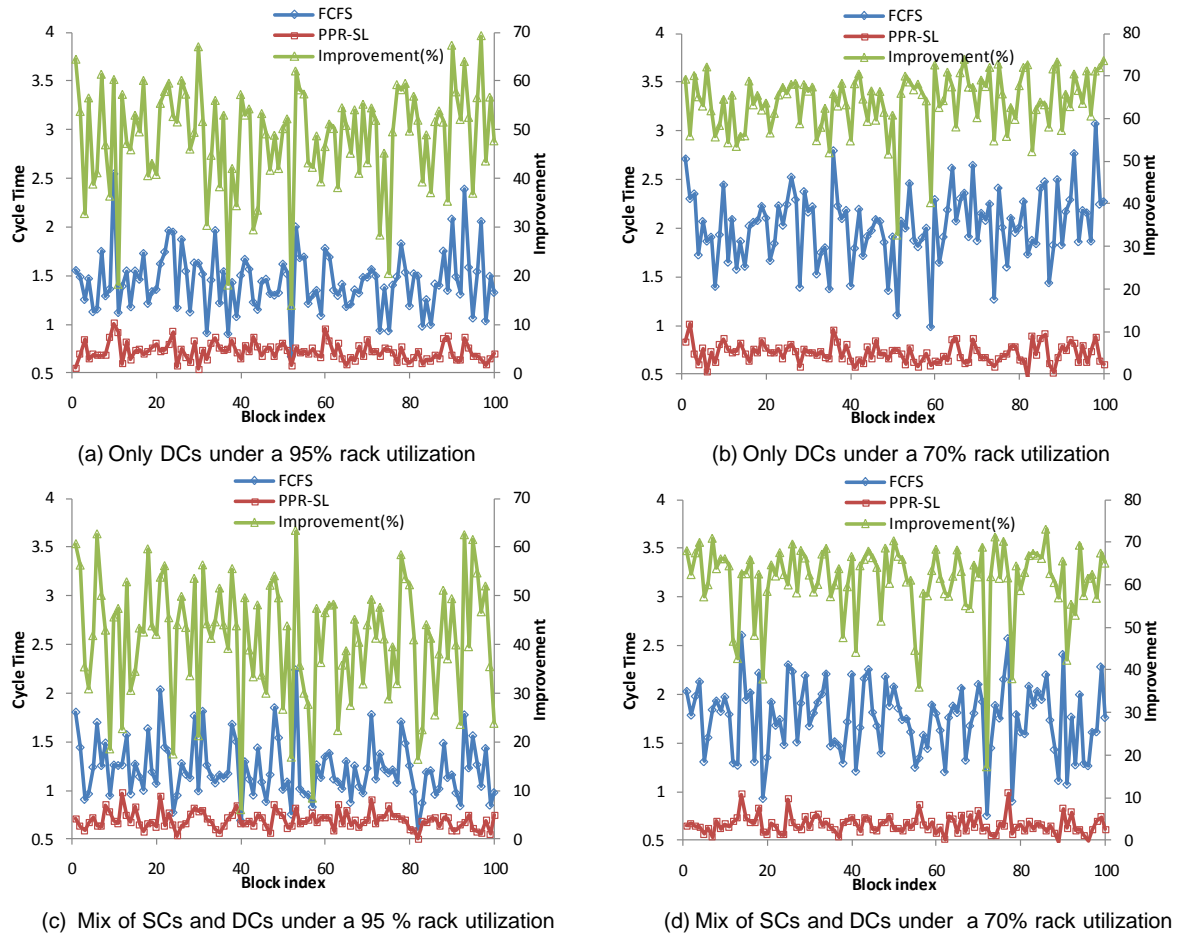 FCFS
PPR-SL
Improvement(%)
4
3.5
3
2.5
2
1.5
1
0.5
Cycle Time
70
60
50
40
30
20
10
0
Improvement
0 20 40 60 80 100
Block index
(a) Only DCs under a 95% rack utilization
FCFS
PPR-SL
Improvement(%)
4
3.5
3
2.5
2
1.5
1
0.5
Cycle Time
80
70
60
50
40
30
20
10
0
Improvement
0 20 40 60 80 100
Block index
(b) Only DCs under a 70% rack utilization
FCFS
PPR-SL
Improvement(%)
4
3.5
3
2.5
2
1.5
1
0.5
Cycle Time
70
60
50
40
30
20
10
0
Improvement
0 20 40 60 80 100
Block index
(c) Mix of SCs and DCs under a 95 % rack utilization
FCFS
PPR-SL
Improvement(%)
4
3.5
3
2.5
2
1.5
1
0.5
Cycle Time
80
70
60
50
40
30
20
10
0
Improvement
0 20 40 60 80 100
Block index
(d) Mix of SCs and DCs under a 70% rack utilization